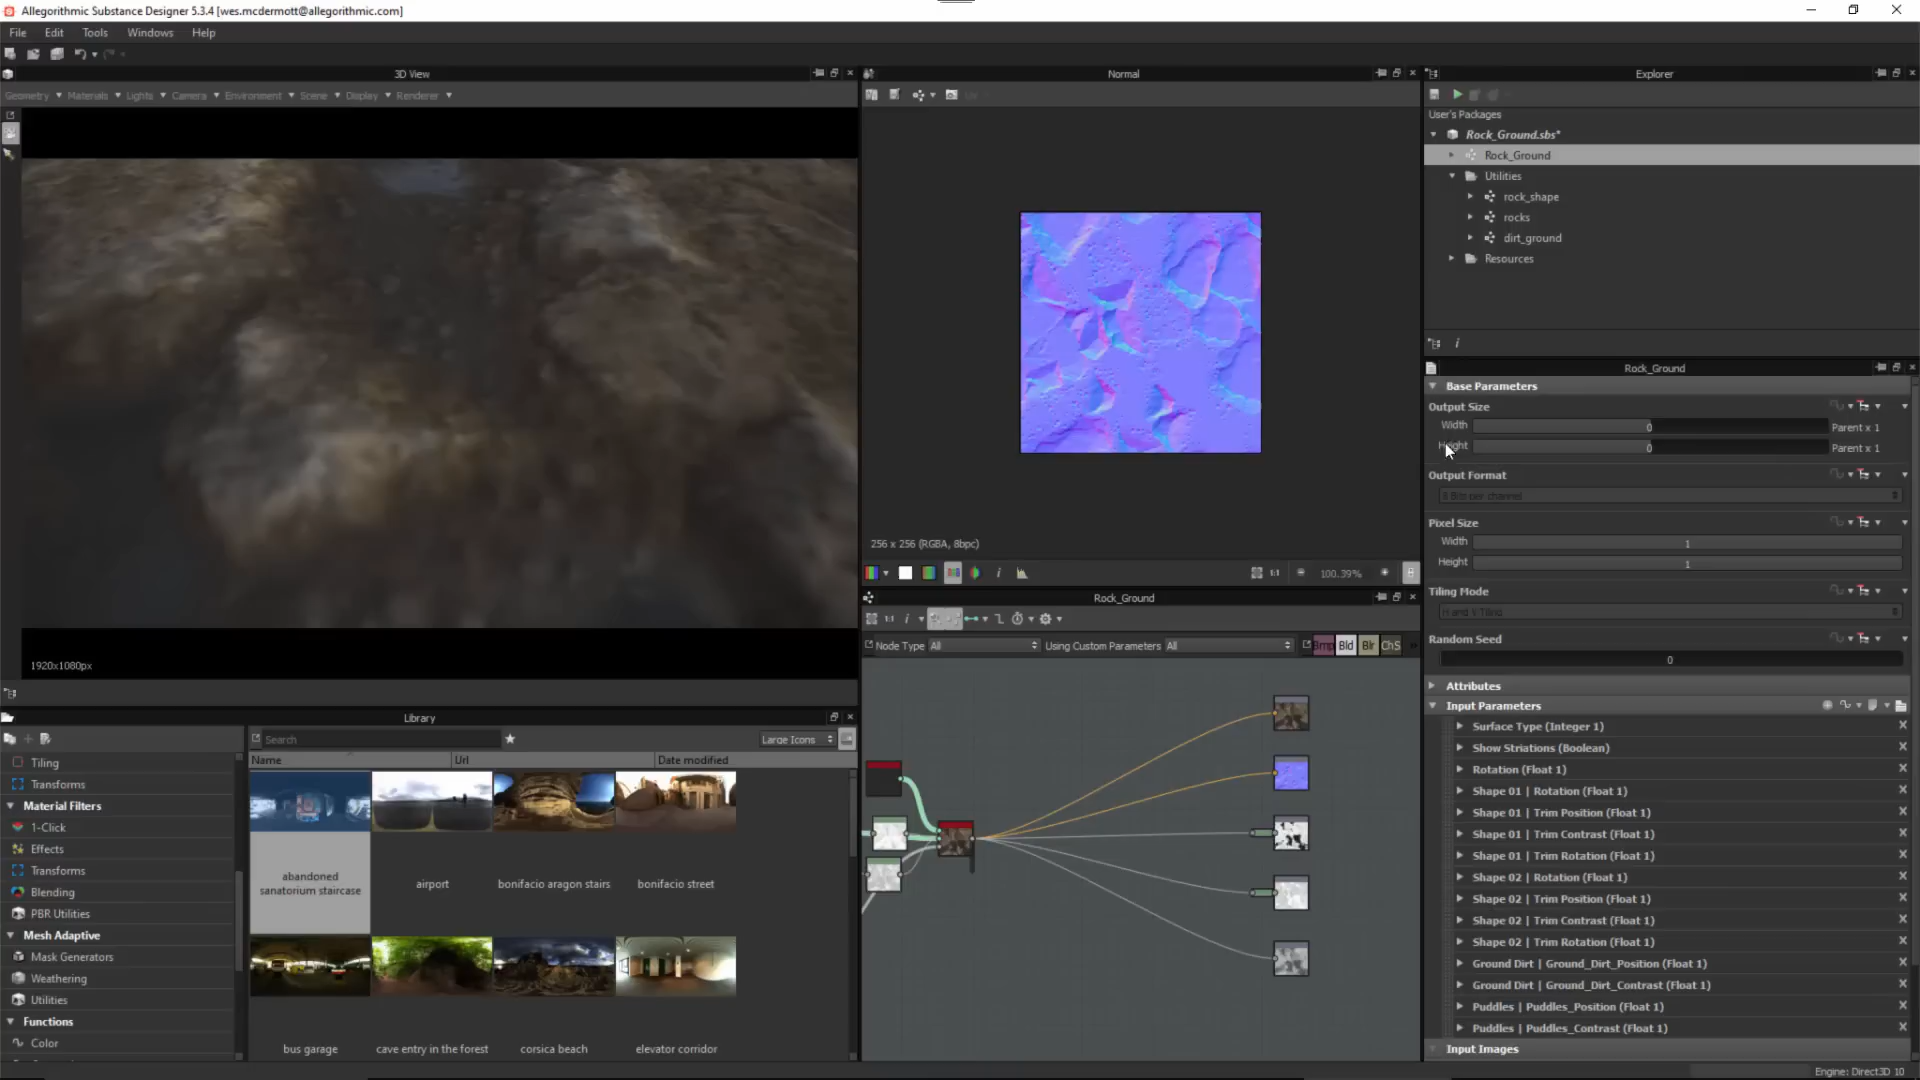 Allegorithmic Substance Designer 5.3.4 [wes.mcdermott@allegorithmic.com]
File Edit Tools Windows Help
3D View
Geometry Materials Lights Camera Environment Scene Display Renderer
1920x1080px
Normal
256 x 256 (RGBA, 8bpc)
1:1
100.39%
Rock_Ground
1:1
Node Type All Using Custom Parameters All Bmp Bld Blr ChS
Library
Search
Large Icons
Name Url Date modified
Tiling
Transforms
Material Filters
1-Click
Effects
Transforms
Blending
PBR Utilities
Mesh Adaptive
Mask Generators
Weathering
Utilities
Functions
Color
abandoned sanatorium staircase
airport
bonifacio aragon stairs
bonifacio street
bus garage
cave entry in the forest
corsica beach
elevator corridor
Explorer
User's Packages
Rock_Ground.sbs*
Rock_Ground
Utilities
rock_shape
rocks
dirt_ground
Resources
Rock_Ground
Base Parameters
Output Size
Width 0 Parent x 1
Height 0 Parent x 1
Output Format
8 Bits per channel
Pixel Size
Width 1
Height 1
Tiling Mode
H and V Tiling
Random Seed
0
Attributes
Input Parameters
Surface Type (Integer 1) X
Show Striations (Boolean) X
Rotation (Float 1) X
Shape 01 | Rotation (Float 1) X
Shape 01 | Trim Position (Float 1) X
Shape 01 | Trim Contrast (Float 1) X
Shape 01 | Trim Rotation (Float 1) X
Shape 02 | Rotation (Float 1) X
Shape 02 | Trim Position (Float 1) X
Shape 02 | Trim Contrast (Float 1) X
Shape 02 | Trim Rotation (Float 1) X
Ground Dirt | Ground_Dirt_Position (Float 1) X
Ground Dirt | Ground_Dirt_Contrast (Float 1) X
Puddles | Puddles_Position (Float 1) X
Puddles | Puddles_Contrast (Float 1) X
Input Images
Engine: Direct3D 10